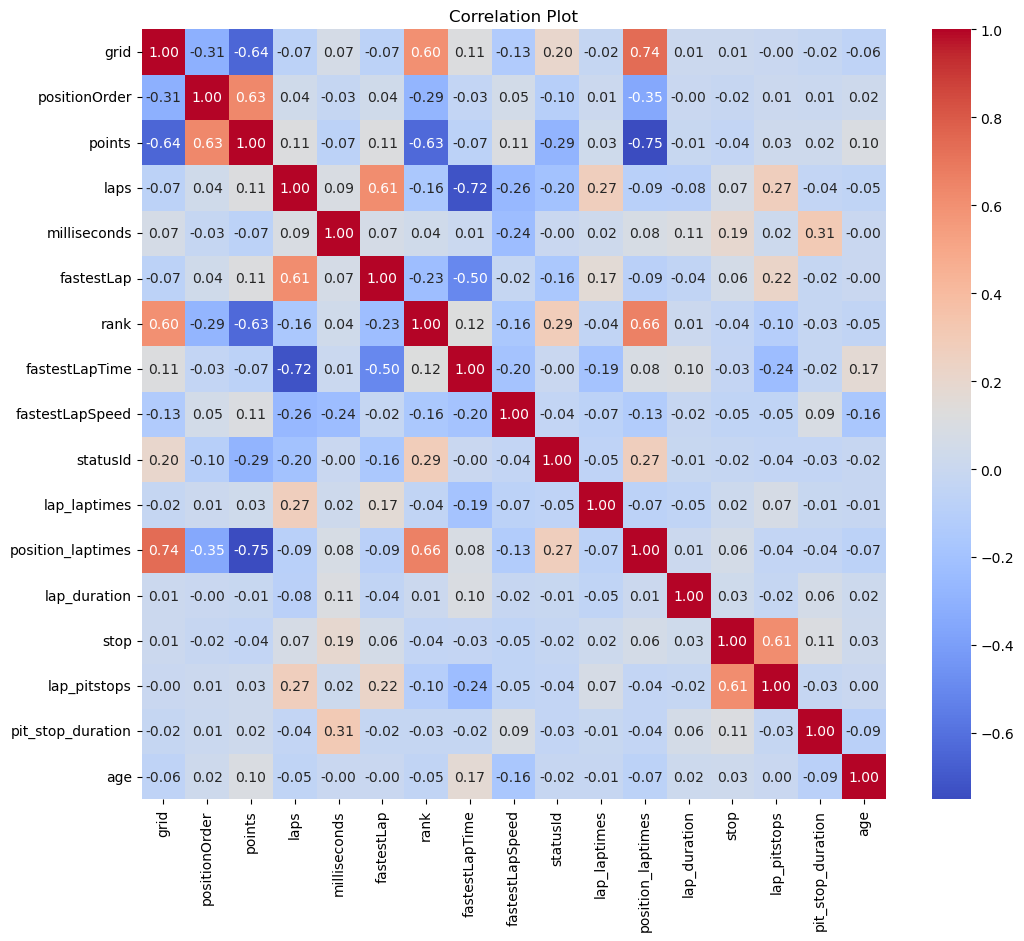 Correlation Plot
grid 1.00 -0.31 -0.64 -0.07 0.07 -0.07 0.60 0.11 -0.13 0.20 -0.02 0.74 0.01 0.01 -0.00 -0.02 -0.06
positionOrder -0.31 1.00 0.63 0.04 -0.03 0.04 -0.29 -0.03 0.05 -0.10 0.01 -0.35 -0.00 -0.02 0.01 0.01 0.02
points -0.64 0.63 1.00 0.11 -0.07 0.11 -0.63 -0.07 0.11 -0.29 0.03 -0.75 -0.01 -0.04 0.03 0.02 0.10
laps -0.07 0.04 0.11 1.00 0.09 0.61 -0.16 -0.72 -0.26 -0.20 0.27 -0.09 -0.08 0.07 0.27 -0.04 -0.05
milliseconds 0.07 -0.03 -0.07 0.09 1.00 0.07 0.04 0.01 -0.24 -0.00 0.02 0.08 0.11 0.19 0.02 0.31 -0.00
fastestLap -0.07 0.04 0.11 0.61 0.07 1.00 -0.23 -0.50 -0.02 -0.16 0.17 -0.09 -0.04 0.06 0.22 -0.02 -0.00
rank 0.60 -0.29 -0.63 -0.16 0.04 -0.23 1.00 0.12 -0.16 0.29 -0.04 0.66 0.01 -0.04 -0.10 -0.03 -0.05
fastestLapTime 0.11 -0.03 -0.07 -0.72 0.01 -0.50 0.12 1.00 -0.20 -0.00 -0.19 0.08 0.10 -0.03 -0.24 -0.02 0.17
fastestLapSpeed -0.13 0.05 0.11 -0.26 -0.24 -0.02 -0.16 -0.20 1.00 -0.04 -0.07 -0.13 -0.02 -0.05 -0.05 0.09 -0.16
statusId 0.20 -0.10 -0.29 -0.20 -0.00 -0.16 0.29 -0.00 -0.04 1.00 -0.05 0.27 -0.01 -0.02 -0.04 -0.03 -0.02
lap_laptimes -0.02 0.01 0.03 0.27 0.02 0.17 -0.04 -0.19 -0.07 -0.05 1.00 -0.07 -0.05 0.02 0.07 -0.01 -0.01
position_laptimes 0.74 -0.35 -0.75 -0.09 0.08 -0.09 0.66 0.08 -0.13 0.27 -0.07 1.00 0.01 0.06 -0.04 -0.04 -0.07
lap_duration 0.01 -0.00 -0.01 -0.08 0.11 -0.04 0.01 0.10 -0.02 -0.01 -0.05 0.01 1.00 0.03 -0.02 0.06 0.02
stop 0.01 -0.02 -0.04 0.07 0.19 0.06 -0.04 -0.03 -0.05 -0.02 0.02 0.06 0.03 1.00 0.61 0.11 0.03
lap_pitstops -0.00 0.01 0.03 0.27 0.02 0.22 -0.10 -0.24 -0.05 -0.04 0.07 -0.04 -0.02 0.61 1.00 -0.03 0.00
pit_stop_duration -0.02 0.01 0.02 -0.04 0.31 -0.02 -0.03 -0.02 0.09 -0.03 -0.01 -0.04 0.06 0.11 -0.03 1.00 -0.09
age -0.06 0.02 0.10 -0.05 -0.00 -0.00 -0.05 0.17 -0.16 -0.02 -0.01 -0.07 0.02 0.03 0.00 -0.09 1.00
grid
positionOrder
points
laps
milliseconds
fastestLap
rank
fastestLapTime
fastestLapSpeed
statusId
lap_laptimes
position_laptimes
lap_duration
stop
lap_pitstops
pit_stop_duration
age
1.0
0.8
0.6
0.4
0.2
0.0
−0.2
−0.4
−0.6